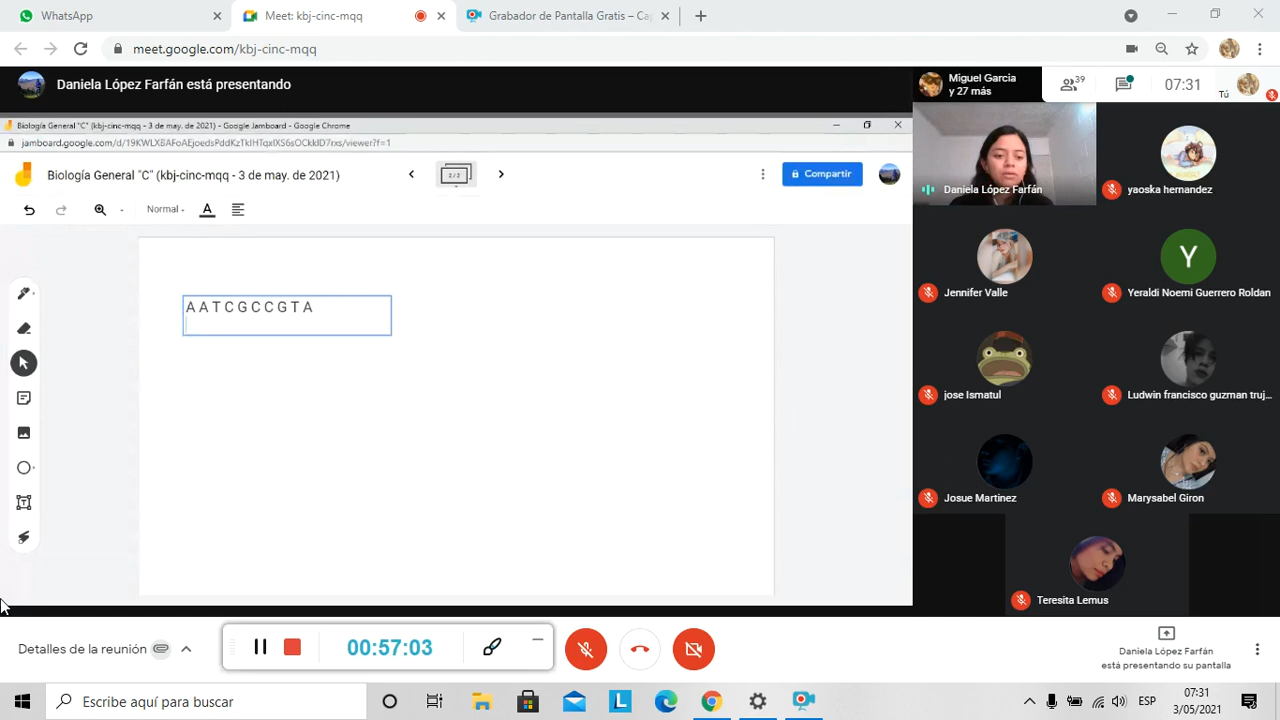 WhatsApp
Meet: kbj-cinc-mqq
Grabador de Pantalla Gratis – Ca
meet.google.com/kbj-cinc-mqq
Daniela López Farfán está presentando
Miguel Garcia
y 27 más
39
07:31
Tú
Biología General "C" (kbj-cinc-mqq - 3 de may. de 2021) - Google Jamboard - Google Chrome
Biología General "C" (kbj-cinc-mqq - 3 de may. de 2021)
2 / 2
Compartir
Normal
A A T C G C C G T A
Daniela López Farfán
yaoska hernandez
Jennifer Valle
Y
Yeraldi Noemi Guerrero Roldan
jose Ismatul
Ludwin francisco guzman truj...
Josue Martinez
Marysabel Giron
Teresita Lemus
Detalles de la reunión
00:57:03
Daniela López Farfán
está presentando su pantalla
Escribe aquí para buscar
L
ESP
07:31
3/05/2021